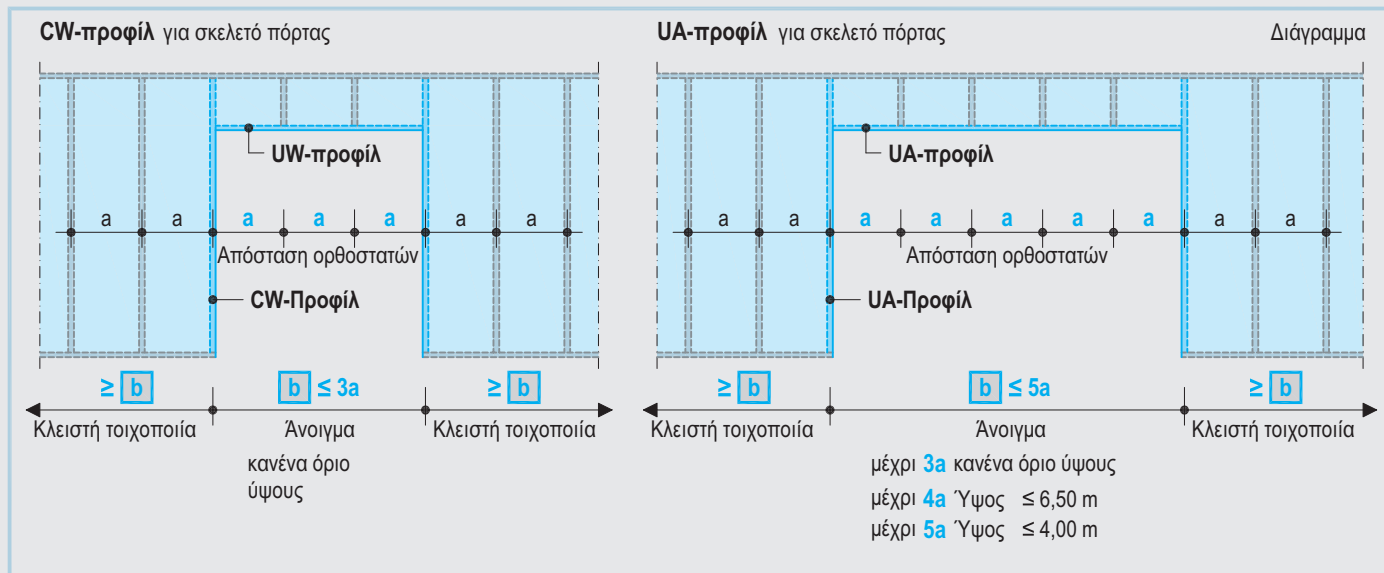 CW-προφίλ για σκελετό πόρτας
UW-προφίλ
a a a a a a a
Απόσταση ορθοστατών
CW-Προφίλ
≥ b b ≤ 3a ≥ b
Κλειστή τοιχοποιία Άνοιγμα Κλειστή τοιχοποιία
κανένα όριο
ύψους
UA-προφίλ για σκελετό πόρτας Διάγραμμα
UA-προφίλ
a a a a a a a a a
Απόσταση ορθοστατών
UA-Προφίλ
≥ b b ≤ 5a ≥ b
Κλειστή τοιχοποιία Άνοιγμα Κλειστή τοιχοποιία
μέχρι 3a κανένα όριο ύψους
μέχρι 4a Ύψος ≤ 6,50 m
μέχρι 5a Ύψος ≤ 4,00 m